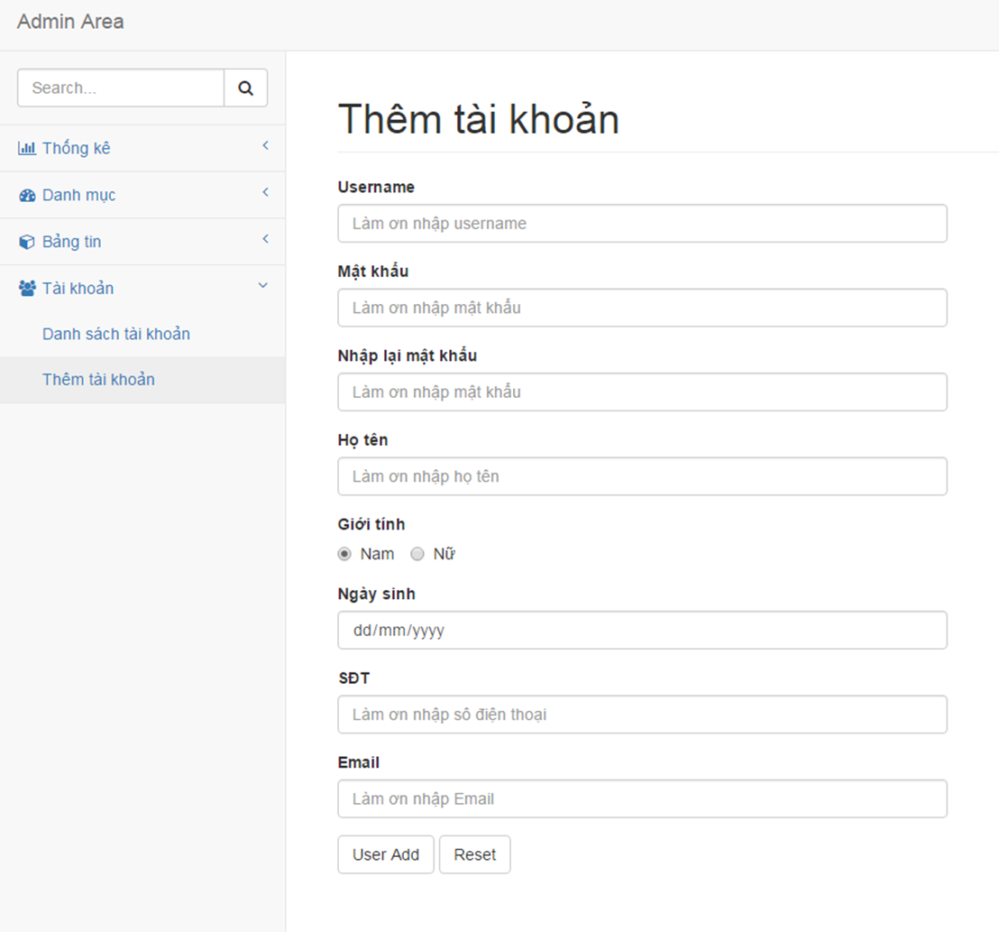 Admin Area
Search...
Thống kê
Danh mục
Bảng tin
Tài khoản
Danh sách tài khoản
Thêm tài khoản
Thêm tài khoản
Username
Làm ơn nhập username
Mật khẩu
Làm ơn nhập mật khẩu
Nhập lại mật khẩu
Làm ơn nhập mật khẩu
Họ tên
Làm ơn nhập họ tên
Giới tính
Nam Nữ
Ngày sinh
dd/mm/yyyy
SĐT
Làm ơn nhập số điện thoại
Email
Làm ơn nhập Email
User Add Reset